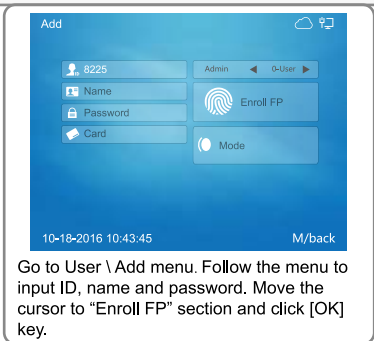 Add
8225
Admin ◀ 0-User ▶
Name
Enroll FP
Password
Card
Mode
10-18-2016 10:43:45 M/back
Go to User \ Add menu. Follow the menu to
input ID, name and password. Move the
cursor to “Enroll FP” section and click [OK]
key.